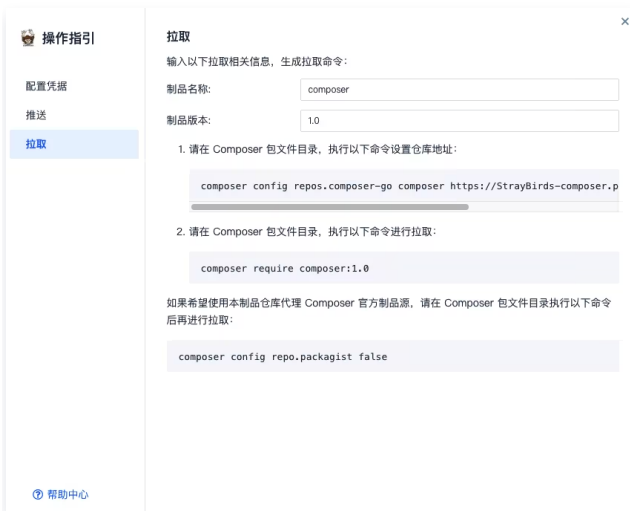 操作指引
配置凭据
推送
拉取
帮助中心
拉取
输入以下拉取相关信息，生成拉取命令：
制品名称: composer
制品版本: 1.0
1. 请在 Composer 包文件目录，执行以下命令设置仓库地址：
composer config repos.composer-go composer https://StrayBirds-composer.p
2. 请在 Composer 包文件目录，执行以下命令进行拉取：
composer require composer:1.0
如果希望使用本制品仓库代理 Composer 官方制品源，请在 Composer 包文件目录执行以下命令
后再进行拉取：
composer config repo.packagist false